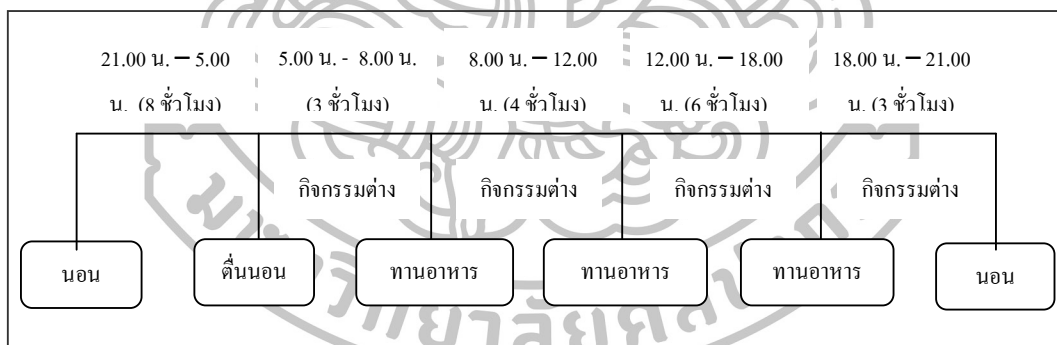 21.00 น. – 5.00 5.00 น. - 8.00 น. 8.00 น. – 12.00 12.00 น. – 18.00 18.00 น. – 21.00
น. (8 ชั่วโมง) (3 ชั่วโมง) น. (4 ชั่วโมง) น. (6 ชั่วโมง) น. (3 ชั่วโมง)
กิจกรรมต่าง กิจกรรมต่าง กิจกรรมต่าง กิจกรรมต่าง
นอน ตื่นนอน ทานอาหาร ทานอาหาร ทานอาหาร นอน